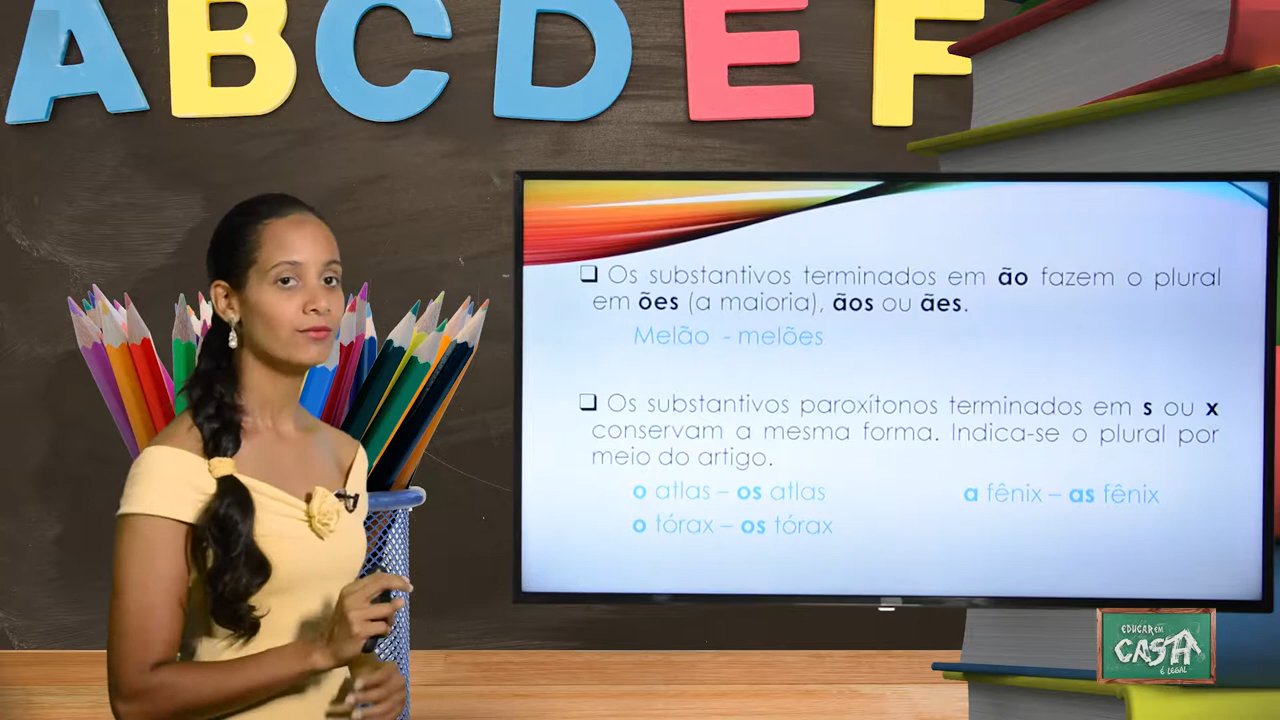 A B C D E F
Os substantivos terminados em ão fazem o plural
em ões (a maioria), ãos ou ães.
Melão - melões
Os substantivos paroxítonos terminados em s ou x
conservam a mesma forma. Indica-se o plural por
meio do artigo.
o atlas – os atlas
a fênix – as fênix
o tórax – os tórax
EDUCAR EM
CASA
É LEGAL